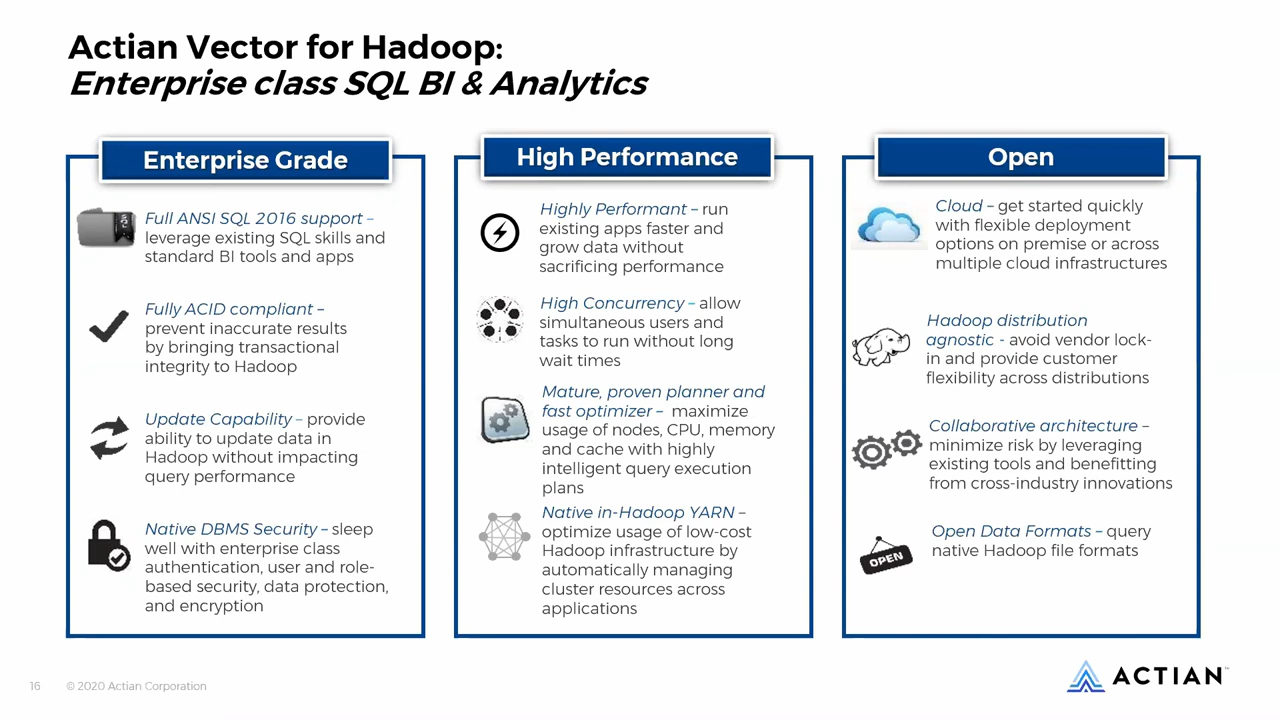 Actian Vector for Hadoop:
Enterprise class SQL BI & Analytics
Enterprise Grade
Full ANSI SQL 2016 support –
leverage existing SQL skills and
standard BI tools and apps
Fully ACID compliant –
prevent inaccurate results
by bringing transactional
integrity to Hadoop
Update Capability – provide
ability to update data in
Hadoop without impacting
query performance
Native DBMS Security – sleep
well with enterprise class
authentication, user and role-
based security, data protection,
and encryption
High Performance
Highly Performant – run
existing apps faster and
grow data without
sacrificing performance
High Concurrency – allow
simultaneous users and
tasks to run without long
wait times
Mature, proven planner and
fast optimizer – maximize
usage of nodes, CPU, memory
and cache with highly
intelligent query execution
plans
Native in-Hadoop YARN –
optimize usage of low-cost
Hadoop infrastructure by
automatically managing
cluster resources across
applications
Open
Cloud – get started quickly
with flexible deployment
options on premise or across
multiple cloud infrastructures
Hadoop distribution
agnostic - avoid vendor lock-
in and provide customer
flexibility across distributions
Collaborative architecture –
minimize risk by leveraging
existing tools and benefitting
from cross-industry innovations
OPEN
Open Data Formats – query
native Hadoop file formats
16 © 2020 Actian Corporation
ACTIAN™